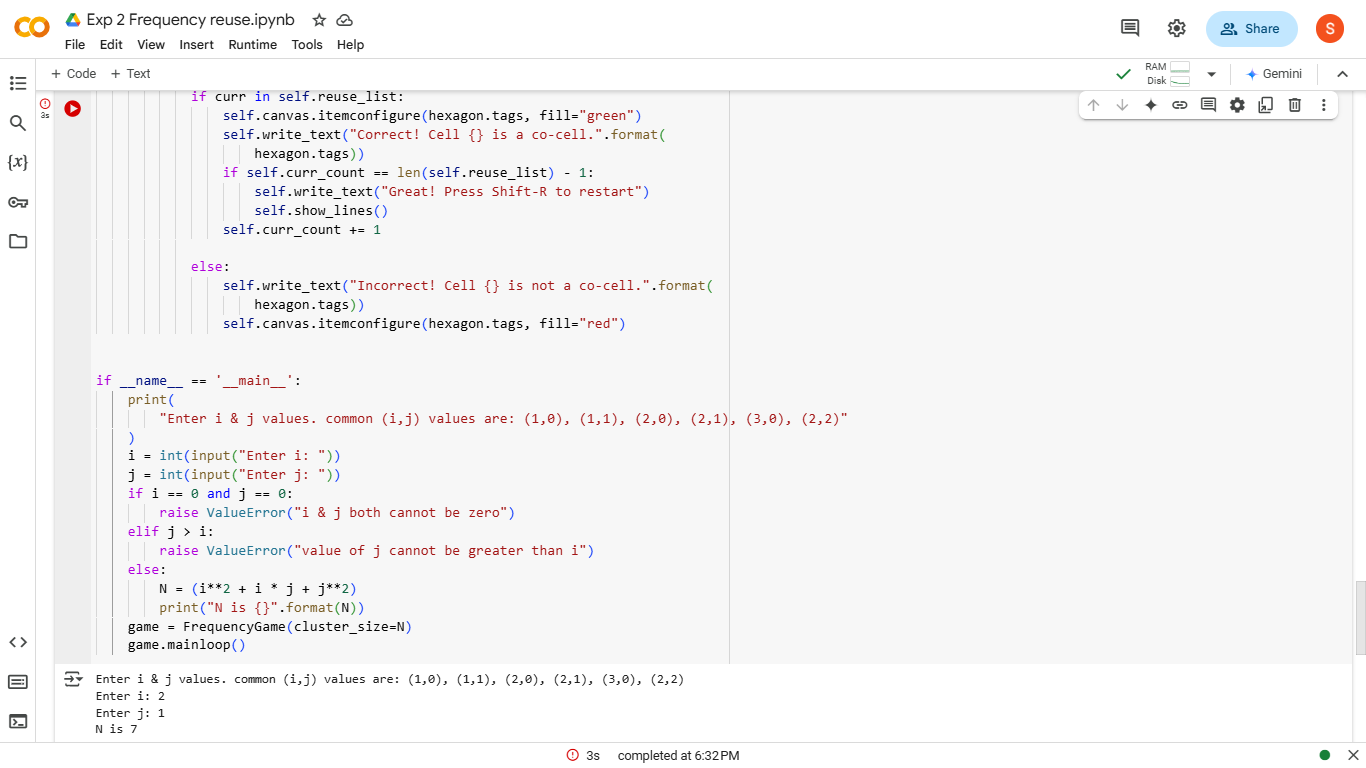 Exp 2 Frequency reuse.ipynb
File Edit View Insert Runtime Tools Help
Share
S
+ Code + Text
RAM
Disk
Gemini
3s
if curr in self.reuse_list:
self.canvas.itemconfigure(hexagon.tags, fill="green")
self.write_text("Correct! Cell {} is a co-cell.".format(
hexagon.tags))
if self.curr_count == len(self.reuse_list) - 1:
self.write_text("Great! Press Shift-R to restart")
self.show_lines()
self.curr_count += 1
else:
self.write_text("Incorrect! Cell {} is not a co-cell.".format(
hexagon.tags))
self.canvas.itemconfigure(hexagon.tags, fill="red")
if __name__ == '__main__':
print(
"Enter i & j values. common (i,j) values are: (1,0), (1,1), (2,0), (2,1), (3,0), (2,2)"
)
i = int(input("Enter i: "))
j = int(input("Enter j: "))
if i == 0 and j == 0:
raise ValueError("i & j both cannot be zero")
elif j > i:
raise ValueError("value of j cannot be greater than i")
else:
N = (i**2 + i * j + j**2)
print("N is {}".format(N))
game = FrequencyGame(cluster_size=N)
game.mainloop()
Enter i & j values. common (i,j) values are: (1,0), (1,1), (2,0), (2,1), (3,0), (2,2)
Enter i: 2
Enter j: 1
N is 7
3s completed at 6:32 PM